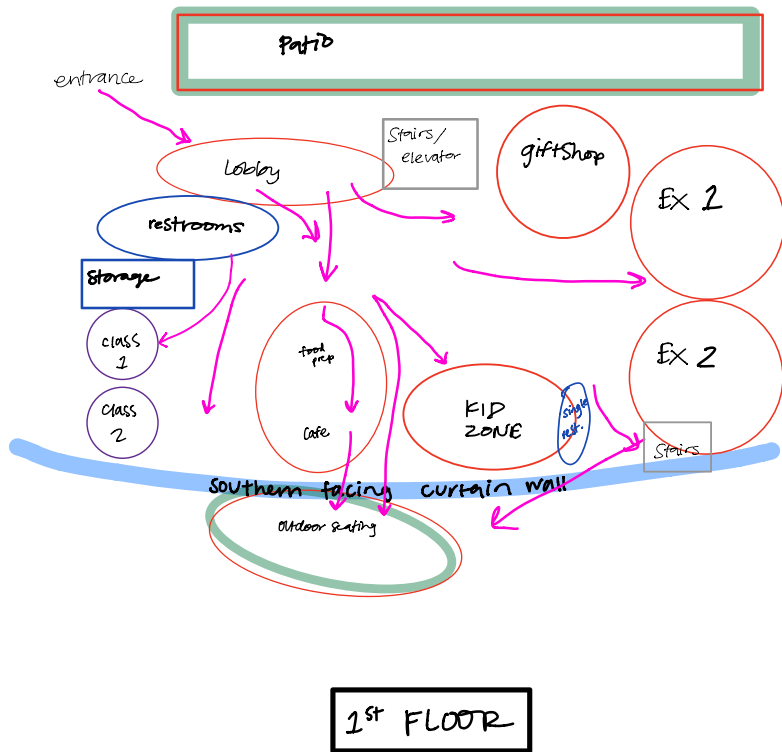 Patio
entrance
Stairs/
elevator
Lobby
giftshop
EX 1
restrooms
Storage
class
1
food
prep
EX 2
class
2
Cafe
KID
ZONE
single
rest.
Stairs
southern facing curtain wall
outdoor seating
1st FLOOR